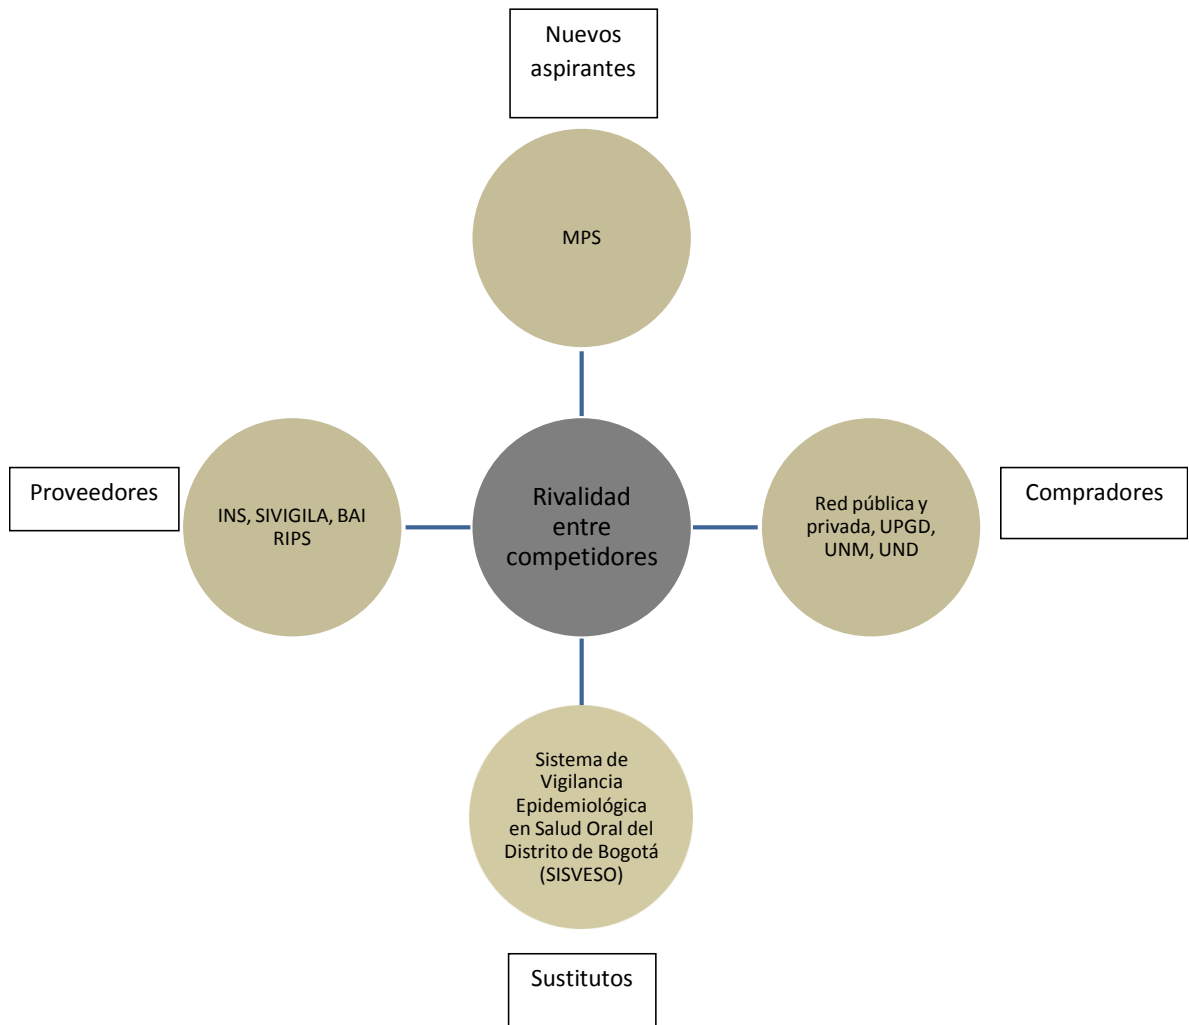 Nuevos
aspirantes
MPS
Proveedores
INS, SIVIGILA, BAI
RIPS
Rivalidad
entre
competidores
Red pública y
privada, UPGD,
UNM, UND
Compradores
Sistema de
Vigilancia
Epidemiológica
en Salud Oral del
Distrito de Bogotá
(SISVESO)
Sustitutos